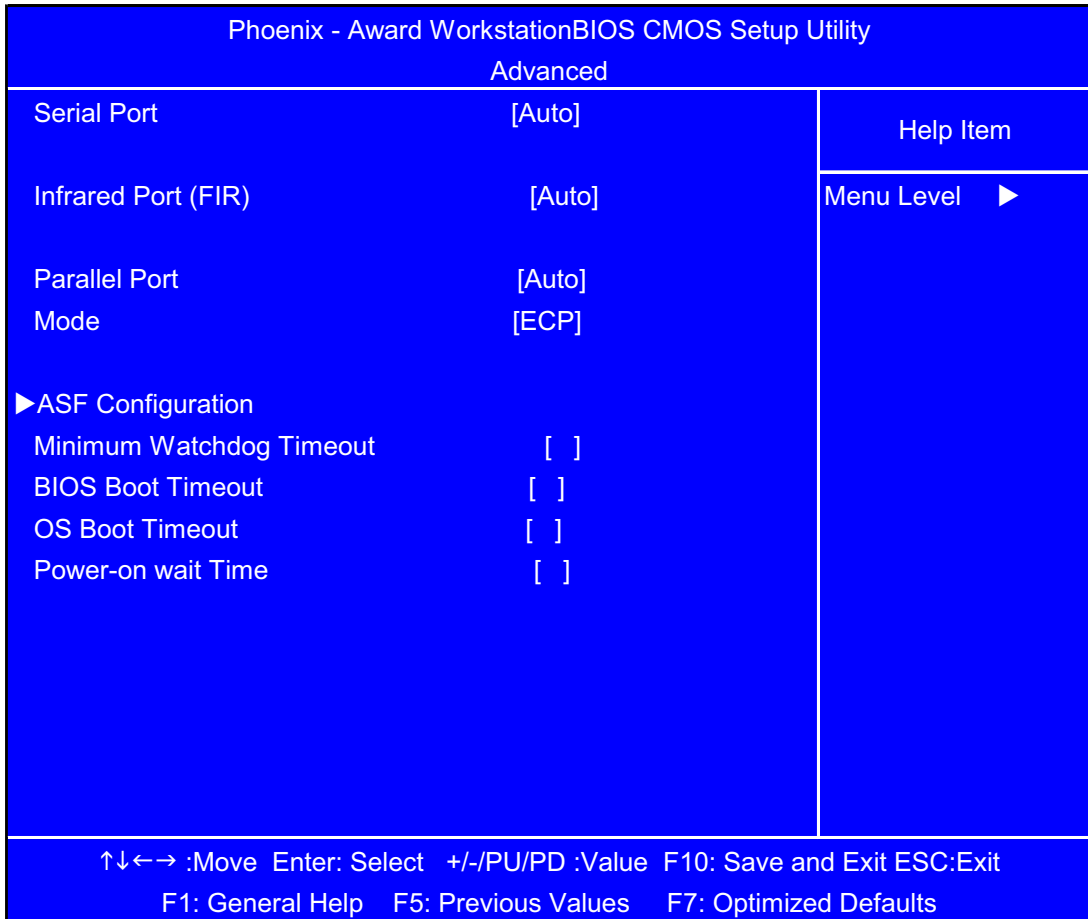 Phoenix - Award WorkstationBIOS CMOS Setup Utility
Advanced
Serial Port [Auto]
Help Item
Infrared Port (FIR) [Auto]
Menu Level ▶
Parallel Port [Auto]
Mode [ECP]
▶ASF Configuration
Minimum Watchdog Timeout [ ]
BIOS Boot Timeout [ ]
OS Boot Timeout [ ]
Power-on wait Time [ ]
↑↓←→ :Move Enter: Select +/-/PU/PD :Value F10: Save and Exit ESC:Exit
F1: General Help F5: Previous Values F7: Optimized Defaults